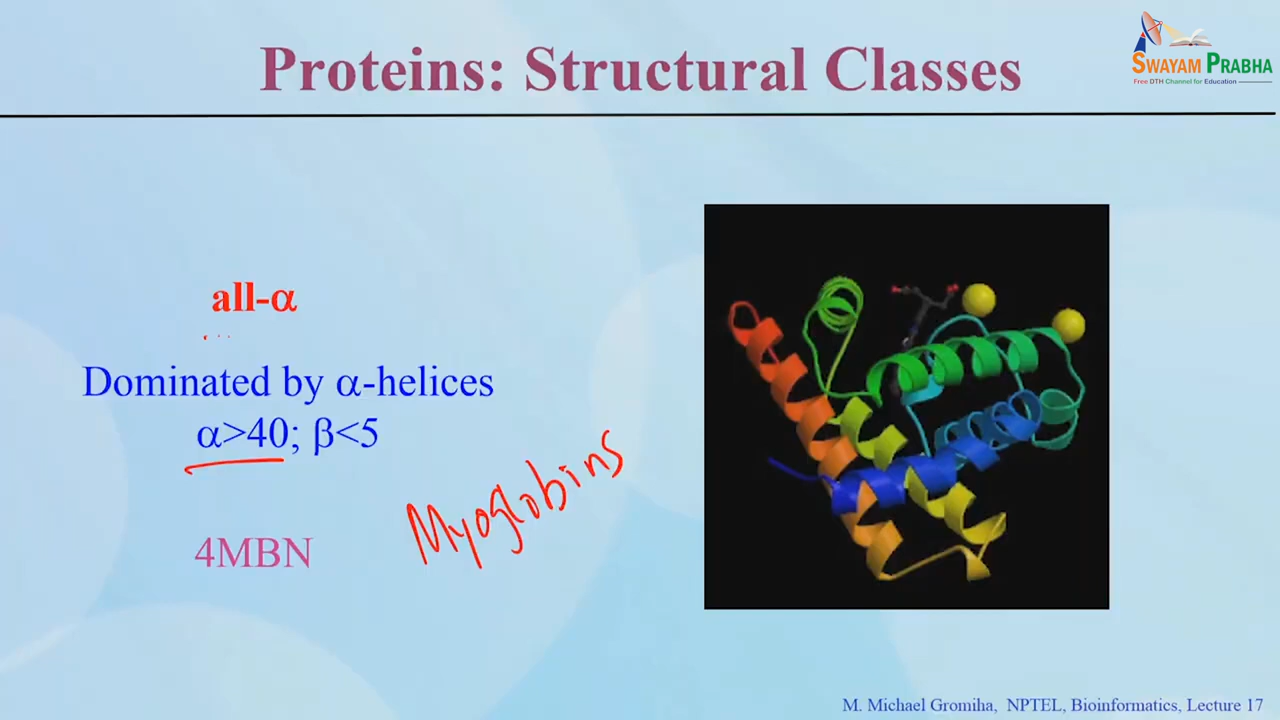 Proteins: Structural Classes
SWAYAM PRABHA
Free DTH Channel for Education
all-α
Dominated by α-helices
α>40; β<5
Myoglobins
4MBN
M. Michael Gromiha, NPTEL, Bioinformatics, Lecture 17